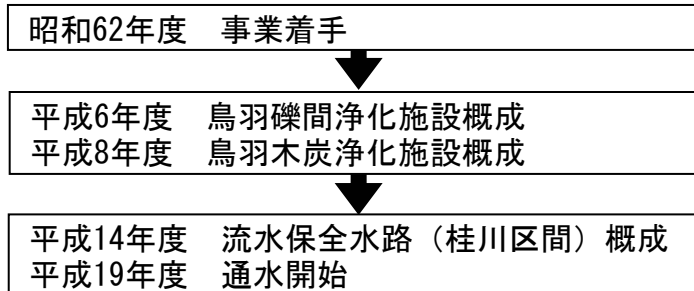 昭和62年度　事業着手
平成6年度　鳥羽礫間浄化施設概成
平成8年度　鳥羽木炭浄化施設概成
平成14年度　流水保全水路（桂川区間）概成
平成19年度　通水開始